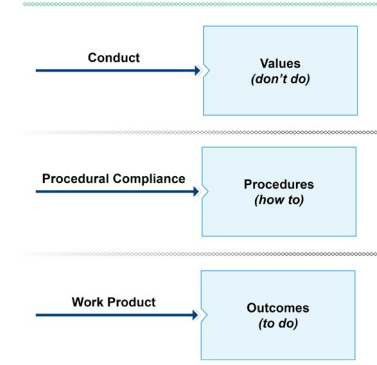 Conduct
Values
(don't do)
Procedural Compliance
Procedures
(how to)
Work Product
Outcomes
(to do)